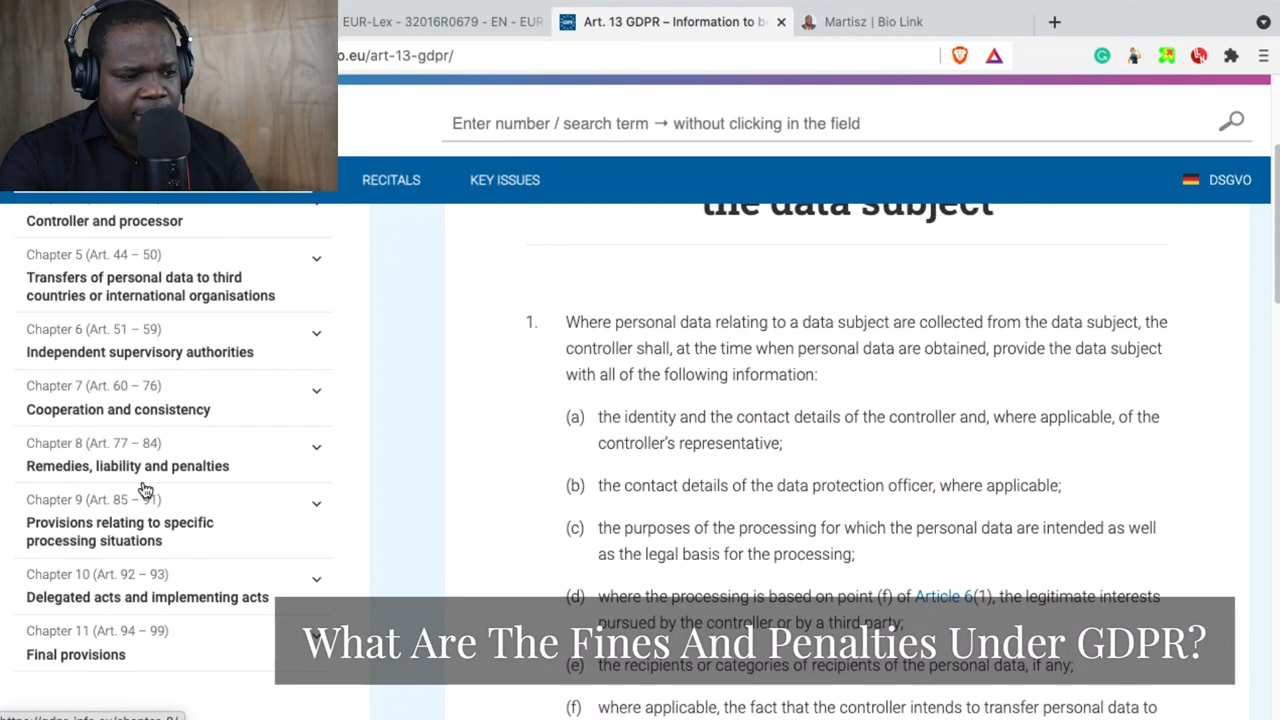 EUR-Lex - 32016R0679 - EN - EUR
Art. 13 GDPR – Information to b
Martisz | Bio Link
o.eu/art-13-gdpr/
Enter number / search term → without clicking in the field
RECITALS
KEY ISSUES
DSGVO
the data subject
Controller and processor
Chapter 5 (Art. 44 – 50)
Transfers of personal data to third
countries or international organisations
Chapter 6 (Art. 51 – 59)
Independent supervisory authorities
Chapter 7 (Art. 60 – 76)
Cooperation and consistency
Chapter 8 (Art. 77 – 84)
Remedies, liability and penalties
Chapter 9 (Art. 85 – 91)
Provisions relating to specific
processing situations
Chapter 10 (Art. 92 – 93)
Delegated acts and implementing acts
Chapter 11 (Art. 94 – 99)
Final provisions
1. Where personal data relating to a data subject are collected from the data subject, the
controller shall, at the time when personal data are obtained, provide the data subject
with all of the following information:
(a) the identity and the contact details of the controller and, where applicable, of the
controller's representative;
(b) the contact details of the data protection officer, where applicable;
(c) the purposes of the processing for which the personal data are intended as well
as the legal basis for the processing;
(d) where the processing is based on point (f) of Article 6(1), the legitimate interests
pursued by the controller or by a third party;
What Are The Fines And Penalties Under GDPR?
(e) the recipients or categories of recipients of the personal data, if any;
(f) where applicable, the fact that the controller intends to transfer personal data to